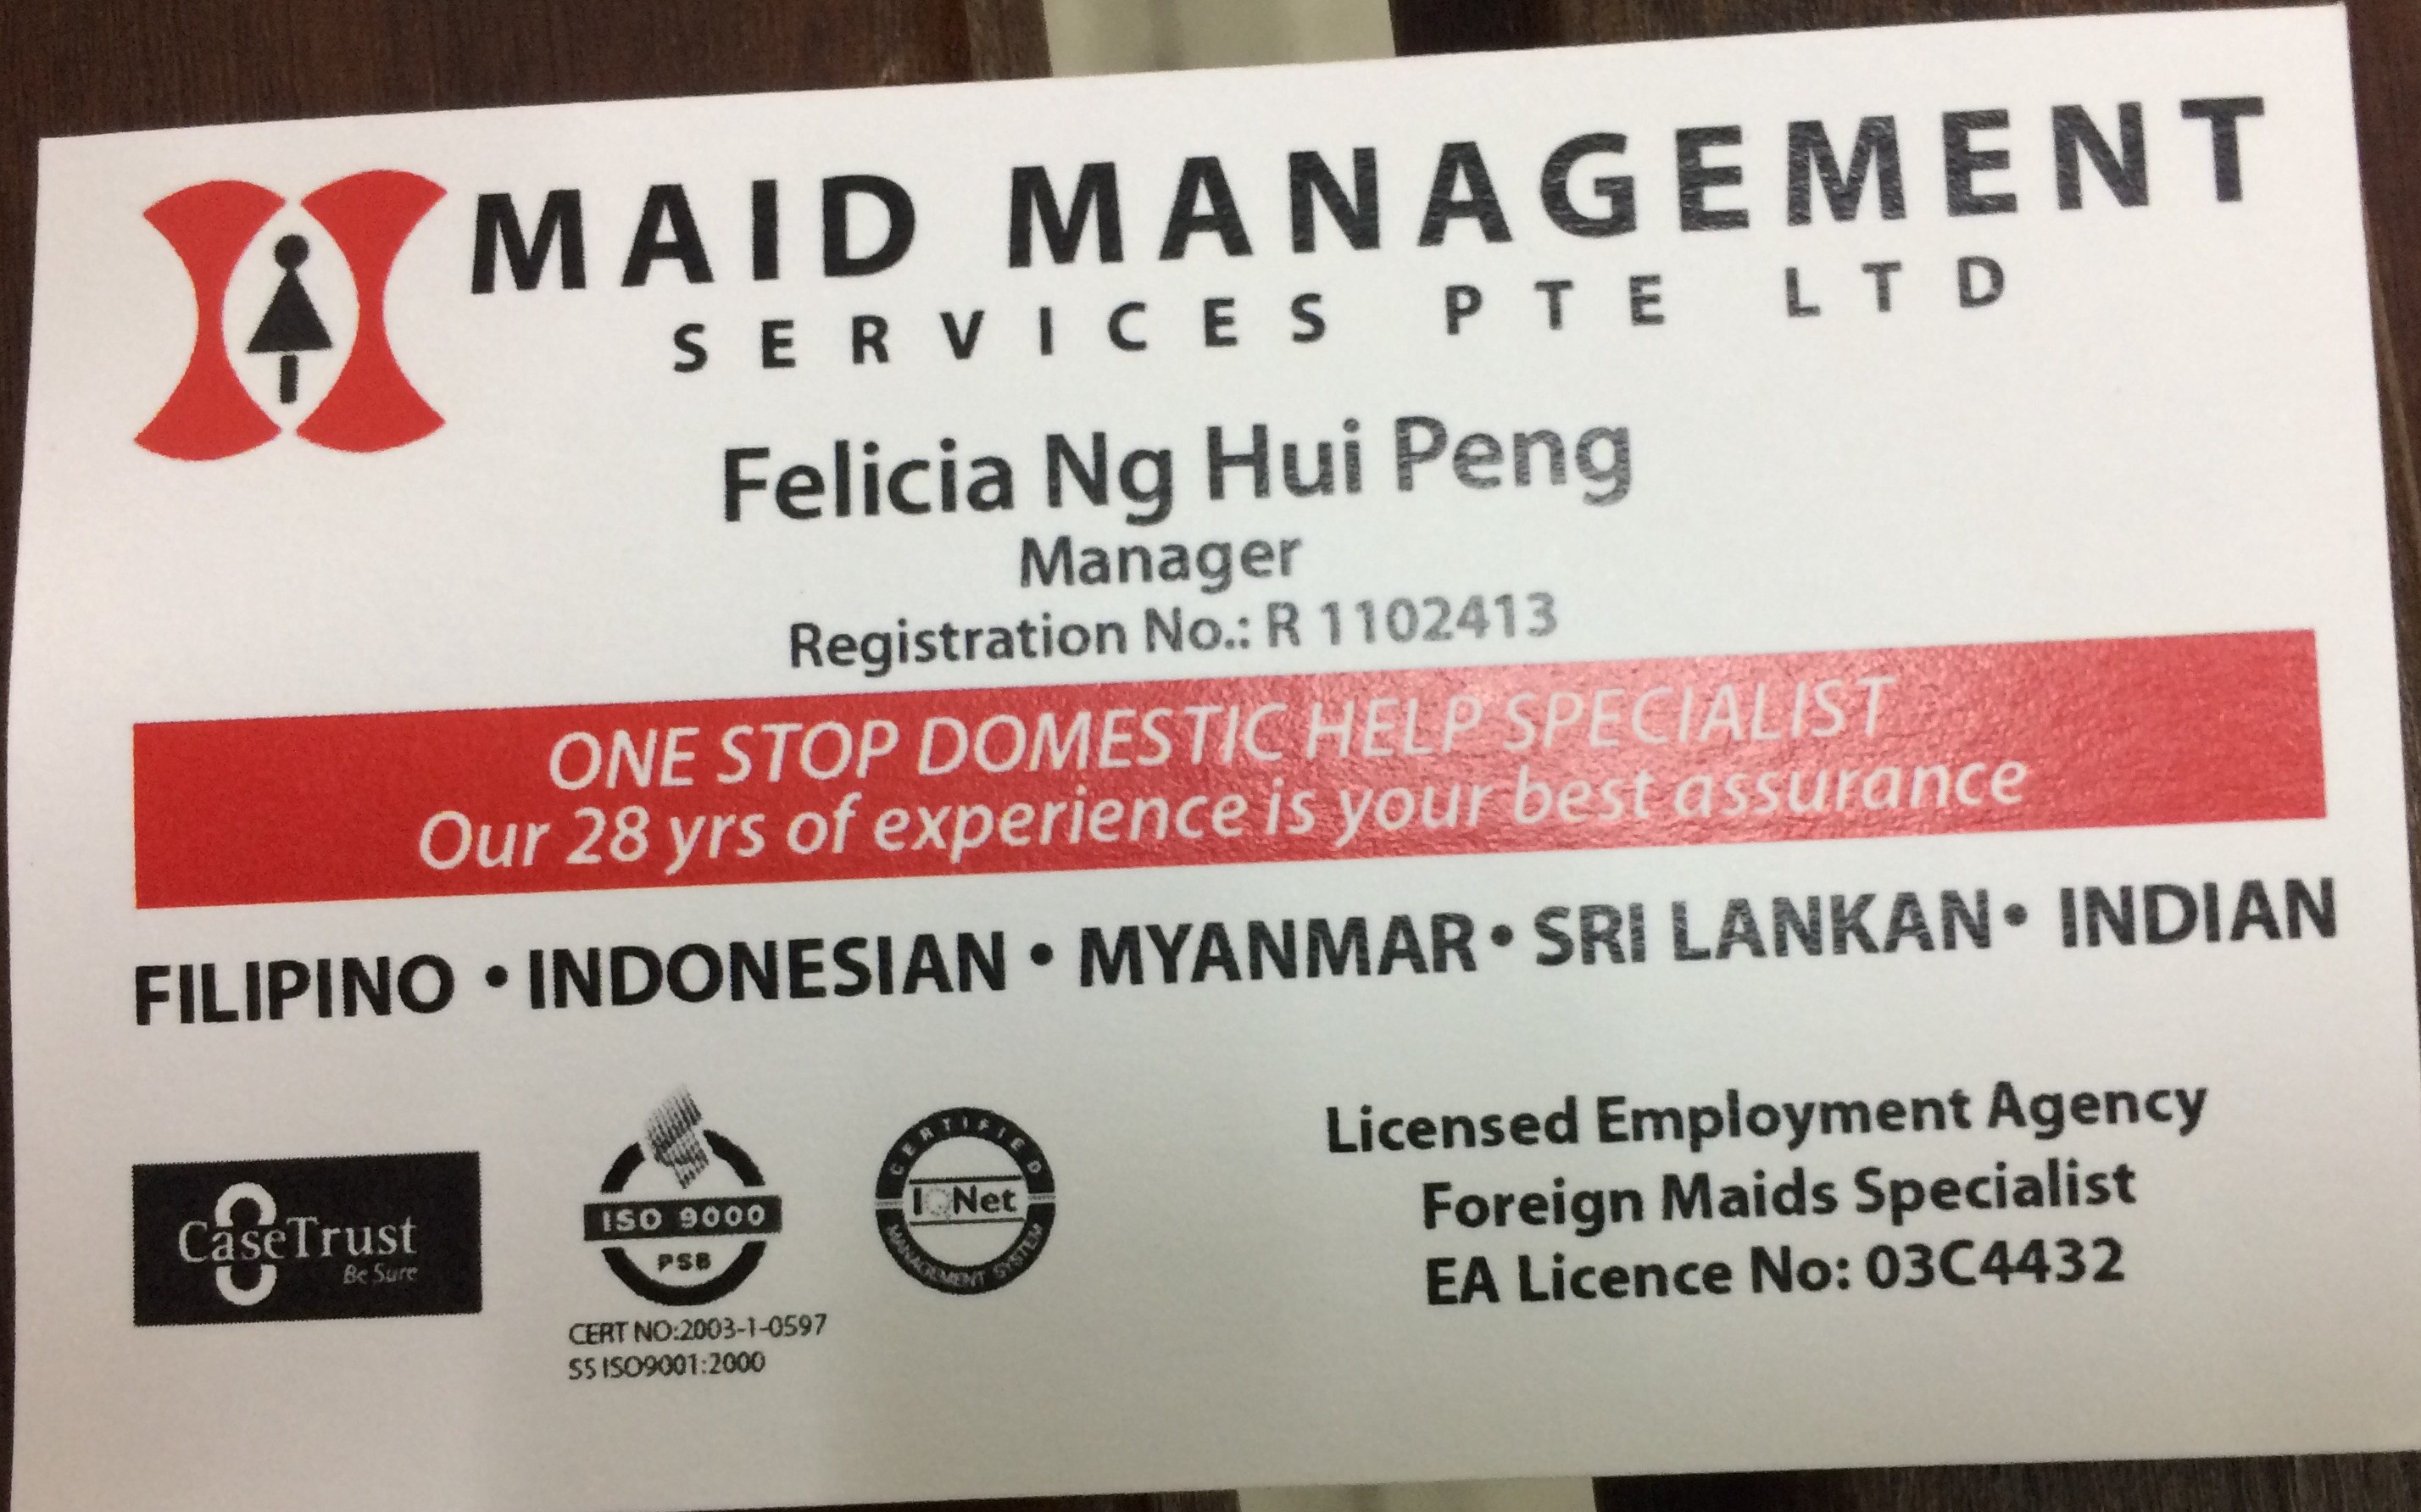 MAID MANAGEMENT
SERVICES PTE LTD
Felicia Ng Hui Peng
Manager
Registration No.: R 1102413
ONE STOP DOMESTIC HELP SPECIALIST
Our 28 yrs of experience is your best assurance
FILIPINO • INDONESIAN • MYANMAR • SRI LANKAN • INDIAN
CaseTrust
Be Sure
ISO 9000
PSB
CERT NO:2003-1-0597
SS ISO9001:2000
CERTIFIED
IQNet
MANAGEMENT SYSTEM
Licensed Employment Agency
Foreign Maids Specialist
EA Licence No: 03C4432